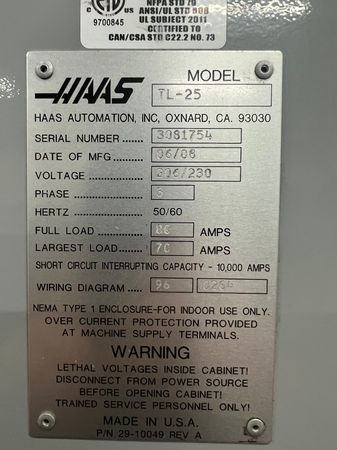 C US
9700845
NFPA STD 79
ANSI/UL STD 508
UL SUBJECT 2011
CERTIFIED TO
CAN/CSA STD C22.2 NO. 73
HAAS
MODEL
TL-25
HAAS AUTOMATION, INC, OXNARD, CA. 93030
SERIAL NUMBER 3081754
DATE OF MFG 06/08
VOLTAGE /230
PHASE 3
HERTZ 50/60
FULL LOAD AMPS
LARGEST LOAD 70 AMPS
SHORT CIRCUIT INTERRUPTING CAPACITY - 10,000 AMPS
WIRING DIAGRAM 96
NEMA TYPE 1 ENCLOSURE-FOR INDOOR USE ONLY.
OVER CURRENT PROTECTION PROVIDED
AT MACHINE SUPPLY TERMINALS.
WARNING
LETHAL VOLTAGES INSIDE CABINET!
DISCONNECT FROM POWER SOURCE
BEFORE OPENING CABINET!
TRAINED SERVICE PERSONNEL ONLY!
MADE IN U.S.A.
P/N 29-10049 REV A